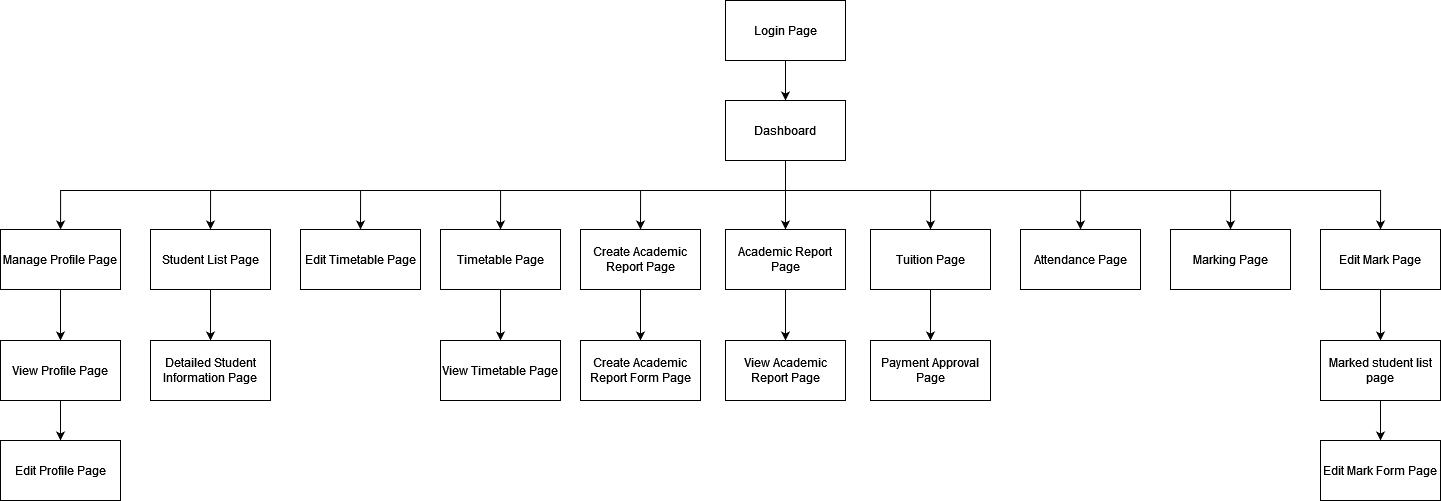 Login Page
Dashboard
Manage Profile Page
Student List Page
Edit Timetable Page
Timetable Page
Create Academic
Report Page
Academic Report
Page
Tuition Page
Attendance Page
Marking Page
Edit Mark Page
View Profile Page
Detailed Student
Information Page
View Timetable Page
Create Academic
Report Form Page
View Academic
Report Page
Payment Approval
Page
Marked student list
page
Edit Profile Page
Edit Mark Form Page